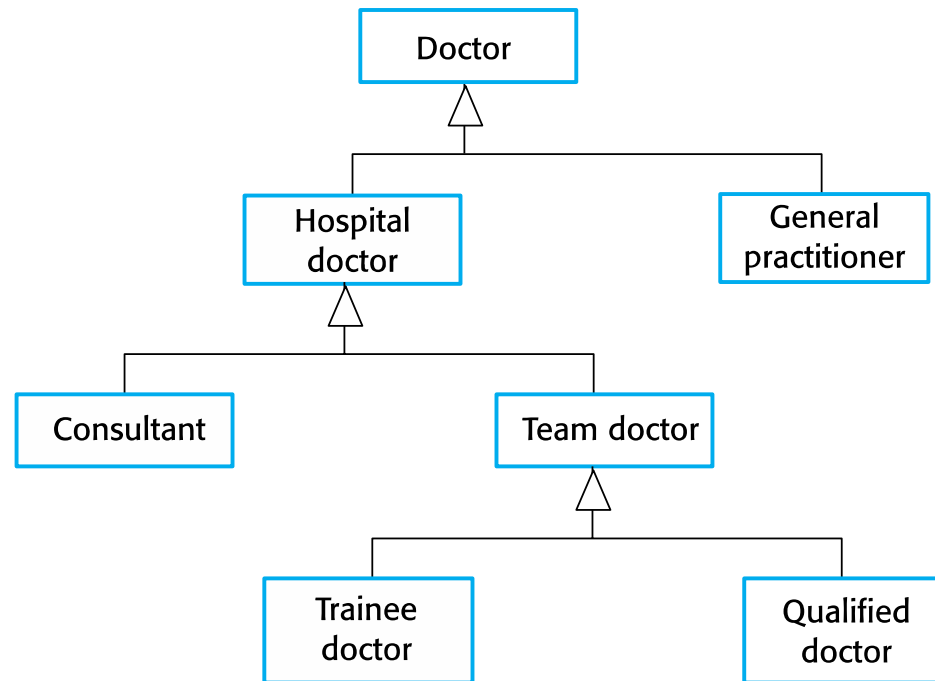 Doctor
Hospital
doctor
General
practitioner
Consultant
Team doctor
Trainee
doctor
Qualified
doctor